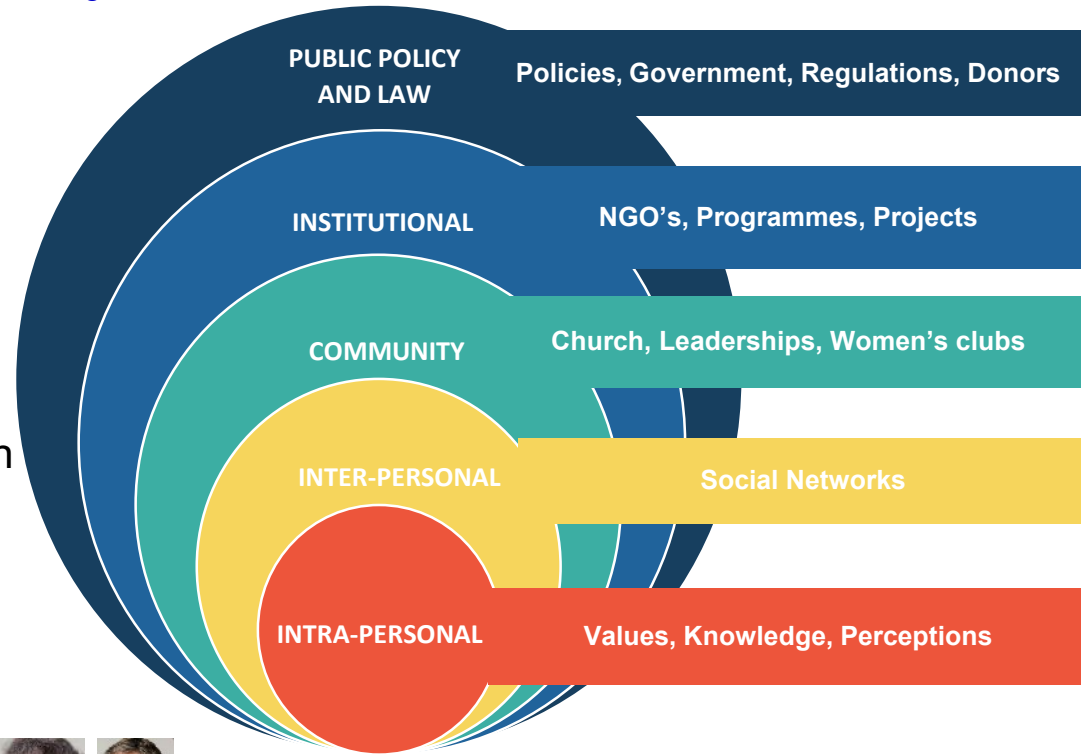 PUBLIC POLICY
AND LAW
Policies, Government, Regulations, Donors
INSTITUTIONAL
NGO’s, Programmes, Projects
COMMUNITY
Church, Leaderships, Women’s clubs
INTER-PERSONAL
Social Networks
INTRA-PERSONAL
Values, Knowledge, Perceptions